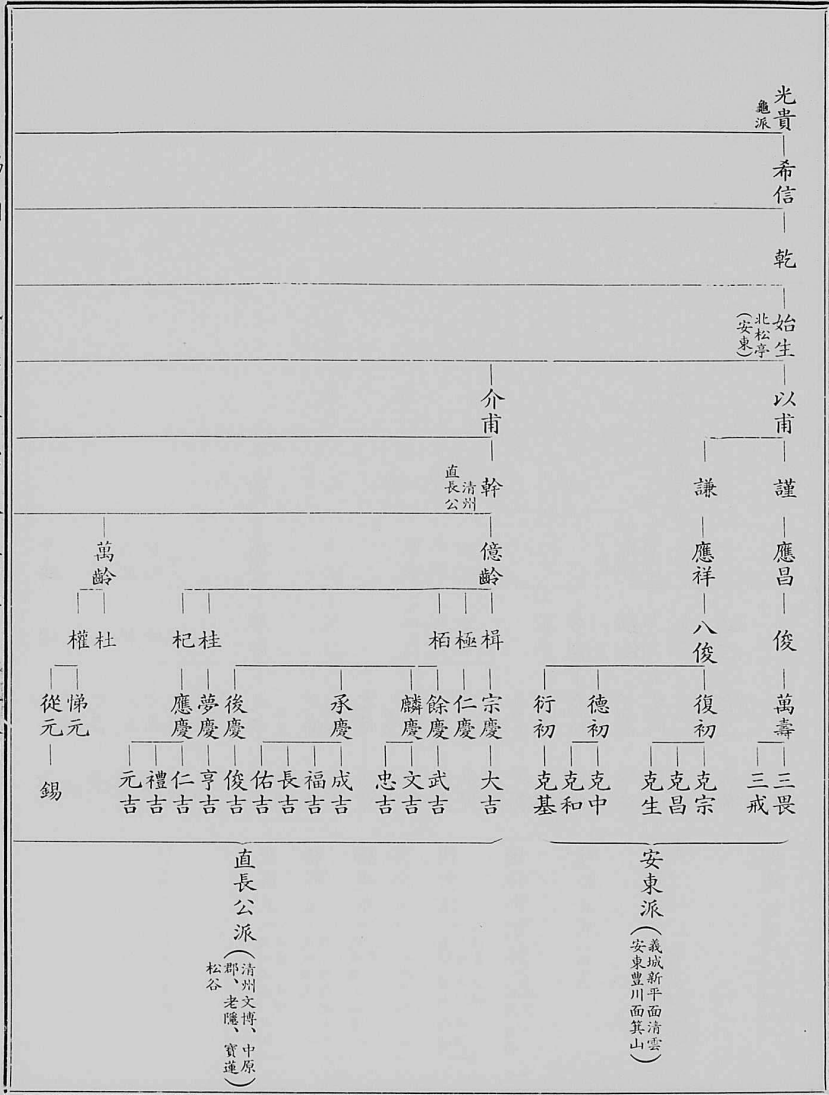 光貴
龜派
希信
乾
始生
北松亭
(安東)
以甫
謹
應昌
俊
萬壽
三畏
三戒
謙
應祥
八俊
復初
克宗
克昌
克生
德初
克中
克和
衍初
克基
介甫
幹
清州
直長公
億齡
楫
宗慶
大吉
極
仁慶
栢
餘慶
武吉
麟慶
文吉
忠吉
承慶
成吉
福吉
長吉
佑吉
後慶
俊吉
桂
夢慶
亨吉
杞
應慶
仁吉
禮吉
元吉
萬齡
杜
權
悌元
從元
錫
安東派
(義城新平面清雲
安東豐川面箕山)
直長公派
(清州文博、中原
郡、老隱、寶蓮
松谷)